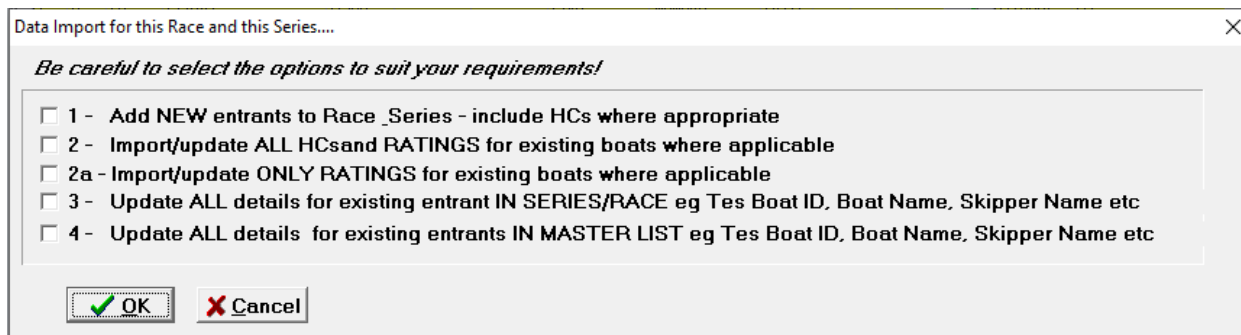 Data Import for this Race and this Series....
Be careful to select the options to suit your requirements!
1 - Add NEW entrants to Race_Series - include HCs where appropriate
2 - Import/update ALL HCsand RATINGS for existing boats where applicable
2a - Import/update ONLY RATINGS for existing boats where applicable
3 - Update ALL details for existing entrant IN SERIES/RACE eg Tes Boat ID, Boat Name, Skipper Name etc
4 - Update ALL details for existing entrants IN MASTER LIST eg Tes Boat ID, Boat Name, Skipper Name etc
OK Cancel